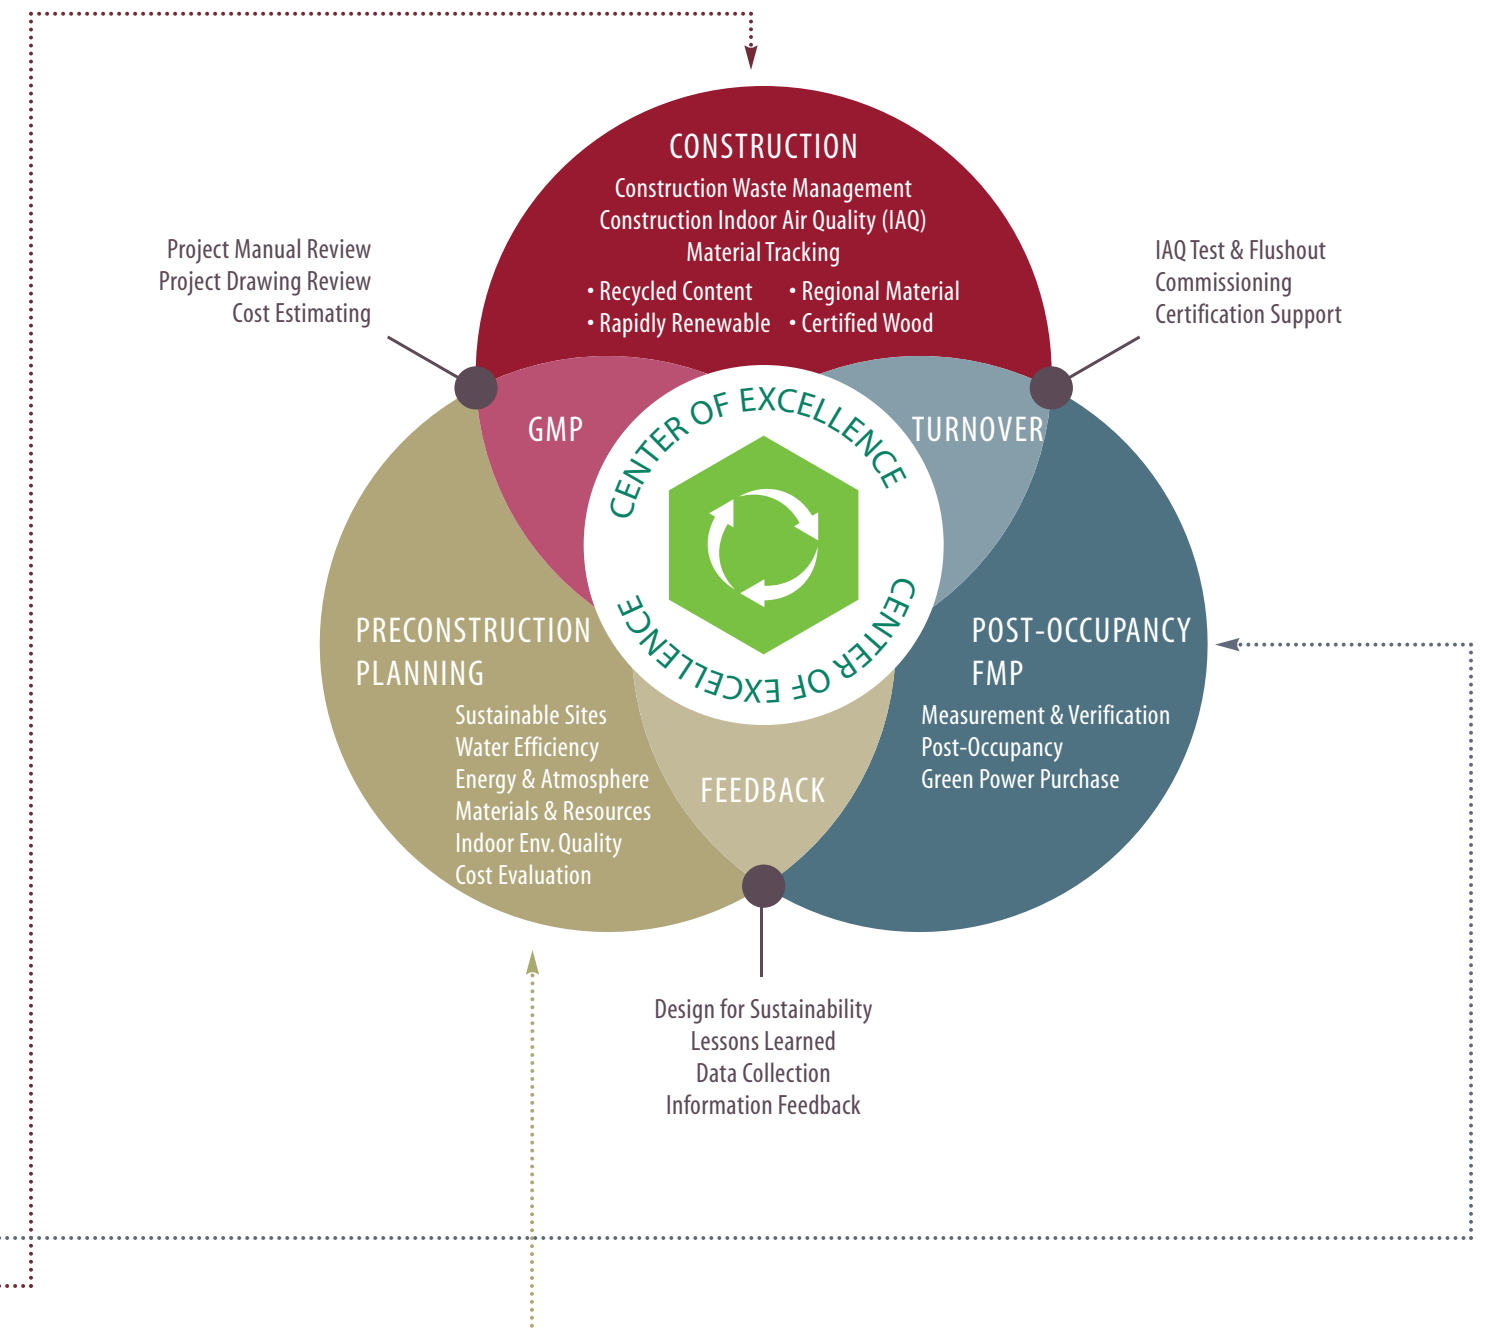 CONSTRUCTION
Construction Waste Management
Construction Indoor Air Quality (IAQ)
Material Tracking
• Recycled Content
• Regional Material
• Rapidly Renewable
• Certified Wood
Project Manual Review
Project Drawing Review
Cost Estimating
IAQ Test & Flushout
Commissioning
Certification Support
GMP
CENTER OF EXCELLENCE
TURNOVER
CENTER OF EXCELLENCE
PRECONSTRUCTION
PLANNING
Sustainable Sites
Water Efficiency
Energy & Atmosphere
Materials & Resources
Indoor Env. Quality
Cost Evaluation
POST-OCCUPANCY
FMP
Measurement & Verification
Post-Occupancy
Green Power Purchase
FEEDBACK
Design for Sustainability
Lessons Learned
Data Collection
Information Feedback